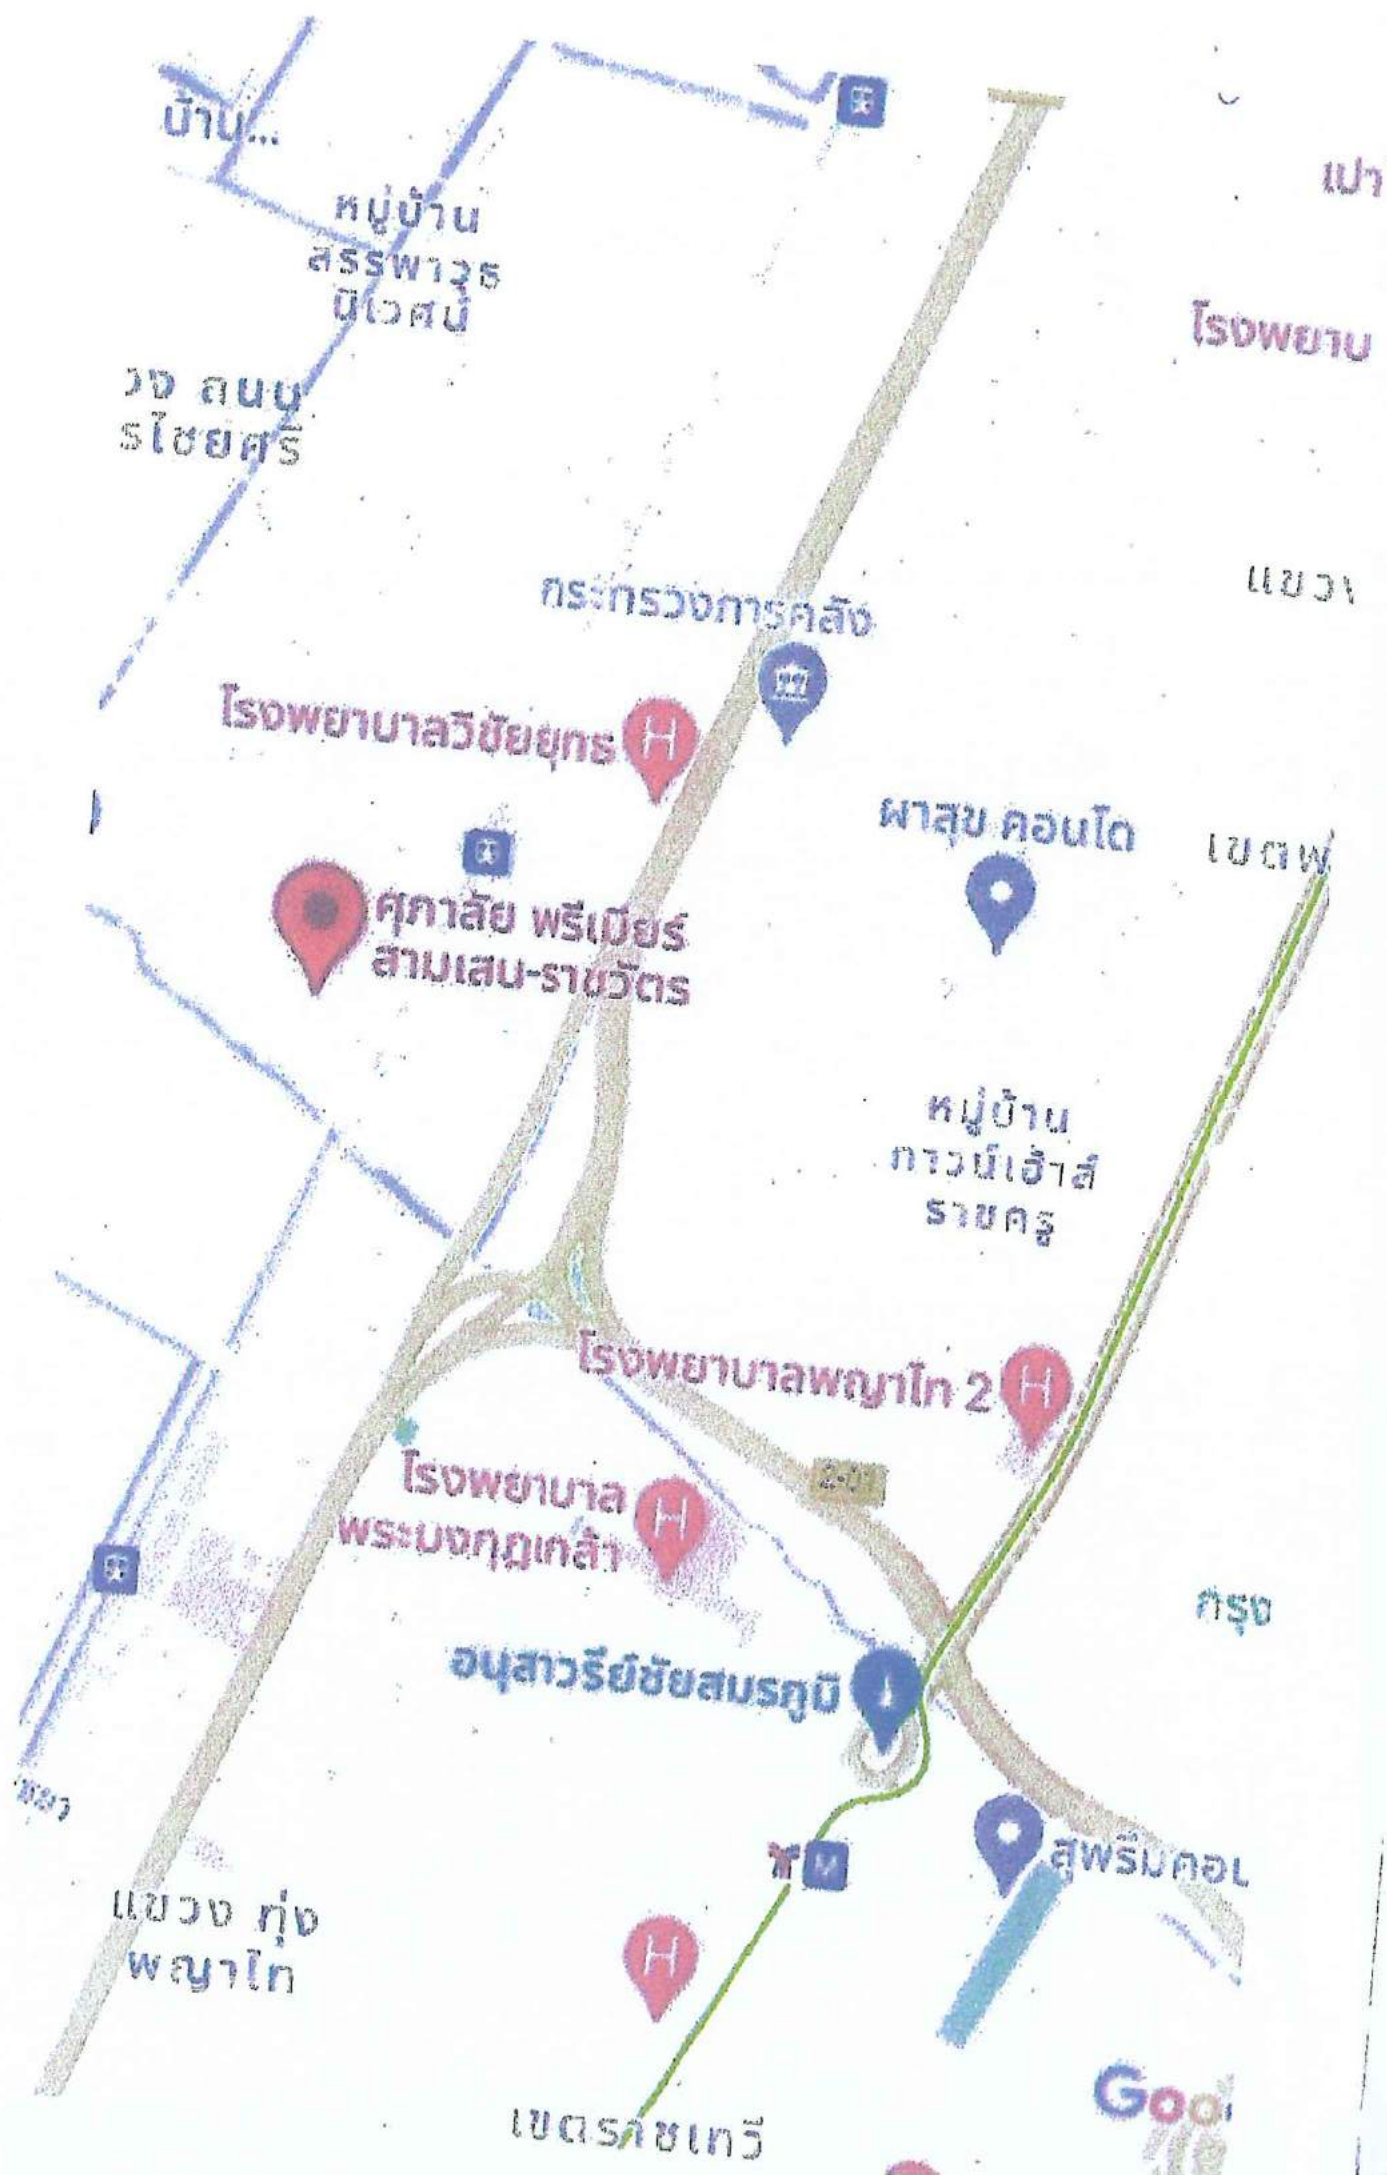 บ้าน...
หมู่บ้าน
สรรพาวุธ
นิเวศน์
เปา
โรงพยาบ
วง ถนน
รไชยศรี
กระทรวงการคลัง
แขวง
โรงพยาบาลวิชัยยุทธ
H
ผาสุข คอนโด
เขตพ
ศุภาลัย พรีเมียร์
สามเสน-ราชวัตร
หมู่บ้าน
ทาวน์เฮ้าส์
ราชครู
โรงพยาบาลพญาไท 2
H
โรงพยาบาล
พระมงกุฎเกล้า
H
กรุง
อนุสาวรีย์ชัยสมรภูมิ
M
สุพรีมคอน
แขวง ทุ่ง
พญาไท
H
เขตราชเทวี
Goo